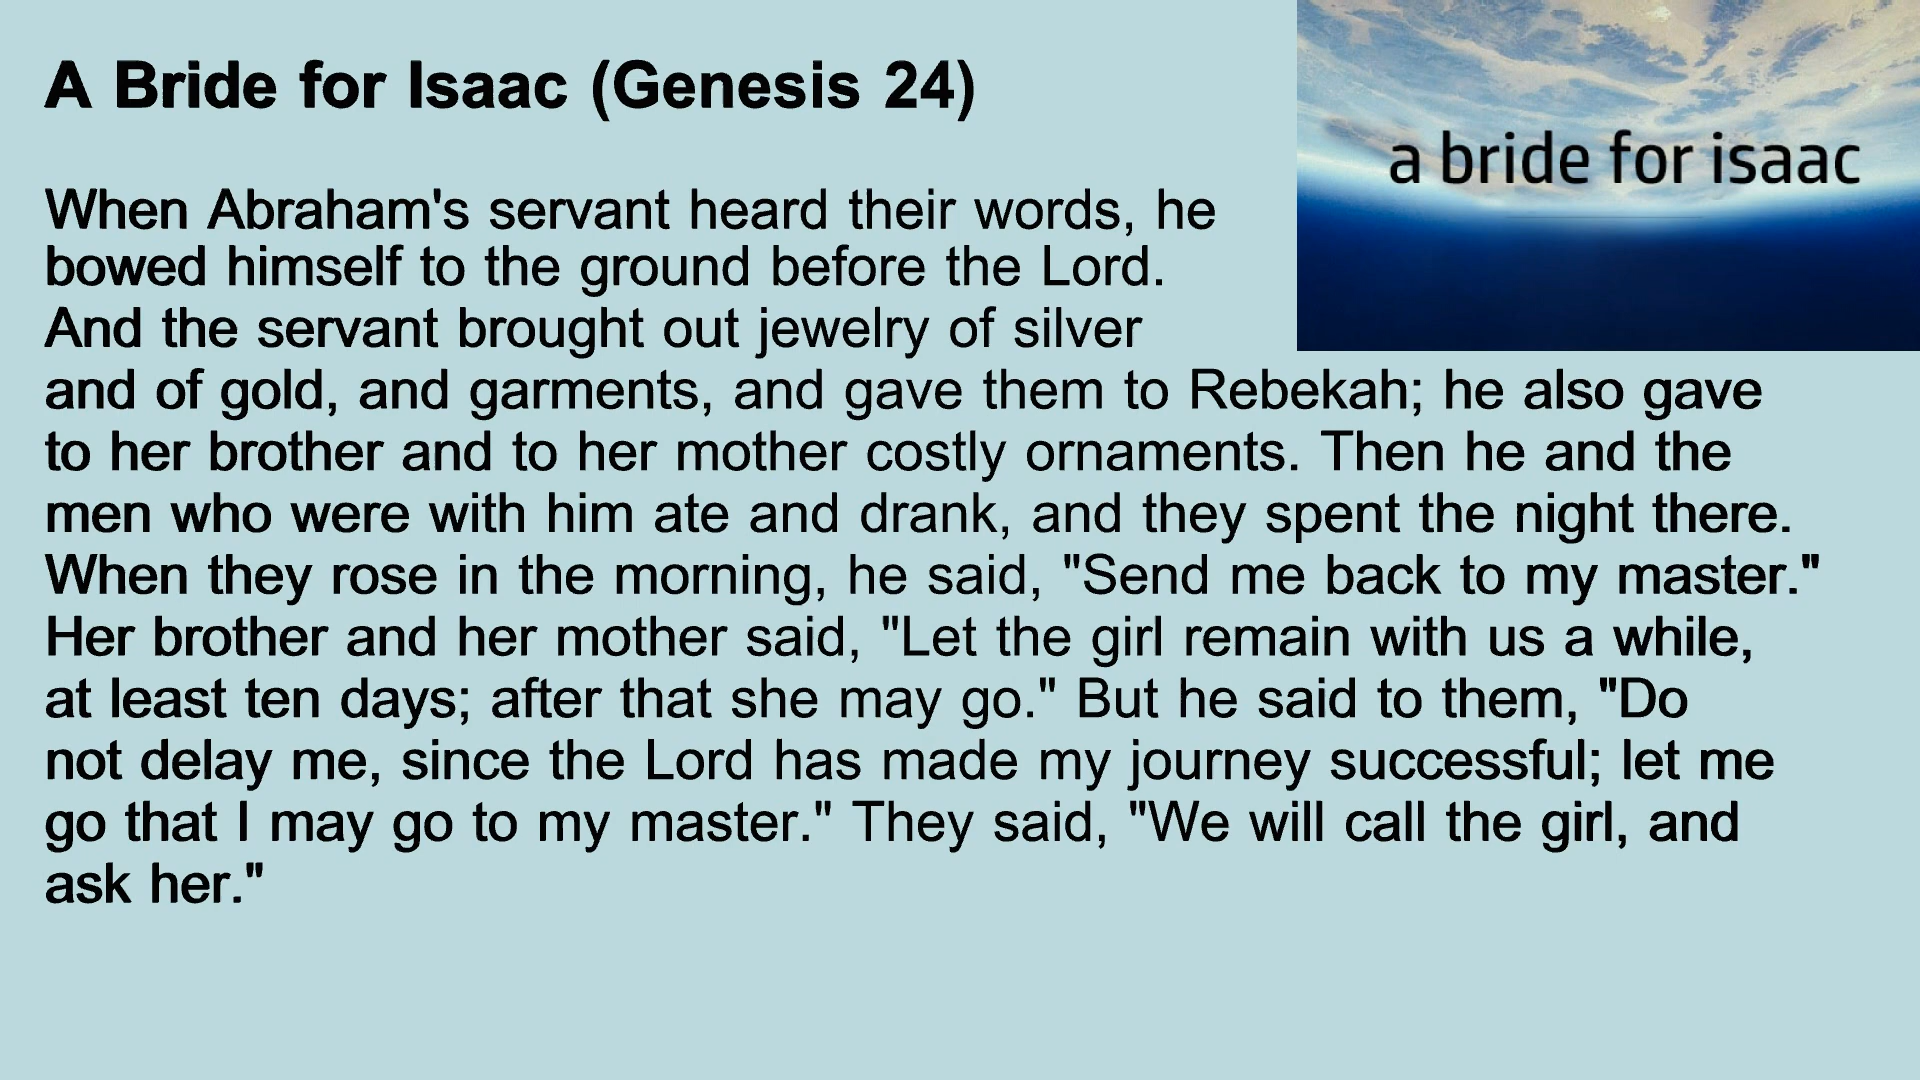 A Bride for Isaac (Genesis 24)
a bride for isaac
When Abraham's servant heard their words, he
bowed himself to the ground before the Lord.
And the servant brought out jewelry of silver
and of gold, and garments, and gave them to Rebekah; he also gave
to her brother and to her mother costly ornaments. Then he and the
men who were with him ate and drank, and they spent the night there.
When they rose in the morning, he said, "Send me back to my master."
Her brother and her mother said, "Let the girl remain with us a while,
at least ten days; after that she may go." But he said to them, "Do
not delay me, since the Lord has made my journey successful; let me
go that I may go to my master." They said, "We will call the girl, and
ask her."